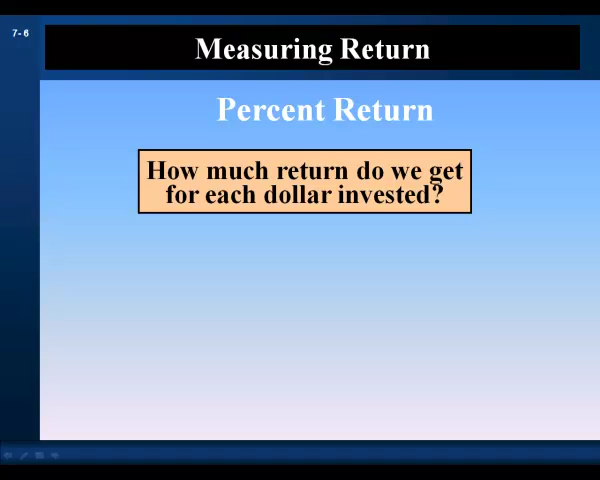 7- 6
Measuring Return
Percent Return
How much return do we get
for each dollar invested?